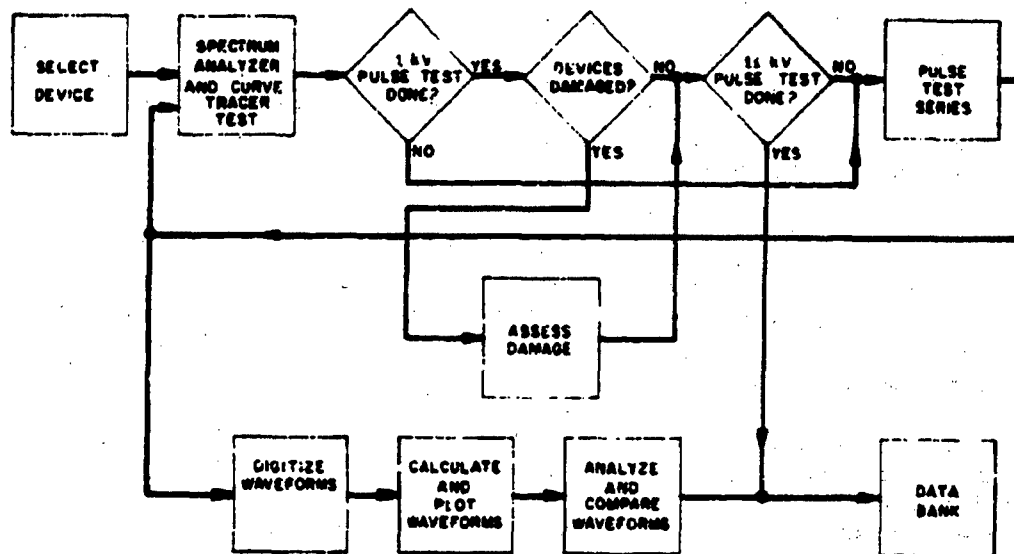 SELECT
DEVICE
SPECTRUM
ANALYZER
AND CURVE
TRACER
TEST
1 kV
PULSE TEST
DONE?
YES
NO
DEVICES
DAMAGED?
NO
YES
PULSE TEST
DONE?
NO
YES
PULSE
TEST
SERIES
ASSESS
DAMAGE
DIGITIZE
WAVEFORMS
CALCULATE
AND
PLOT
WAVEFORMS
ANALYZE
AND
COMPARE
WAVEFORMS
DATA
BANK